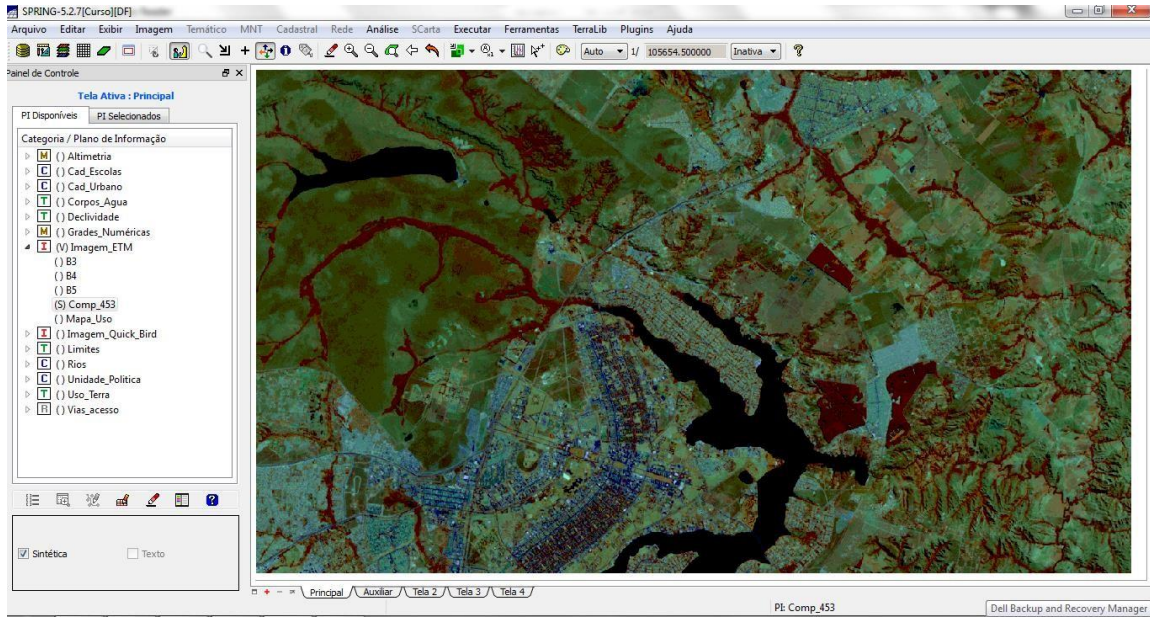 SPRING-5.2.7[Curso][DF]
Arquivo Editar Exibir Imagem Temático MNT Cadastral Rede Análise SCarta Executar Ferramentas TerraLib Plugins Ajuda
Auto 1/ 105654.500000 Inativa
Painel de Controle
Tela Ativa : Principal
PI Disponíveis PI Selecionados
Categoria / Plano de Informação
M ( ) Altimetria
C ( ) Cad_Escolas
C ( ) Cad_Urbano
T ( ) Corpos_Agua
T ( ) Declividade
M ( ) Grades_Numéricas
I (V) Imagem_ETM
( ) B3
( ) B4
( ) B5
(S) Comp_453
( ) Mapa_Uso
I ( ) Imagem_Quick_Bird
T ( ) Limites
C ( ) Rios
C ( ) Unidade_Politica
T ( ) Uso_Terra
R ( ) Vias_acesso
Sintética Texto
Principal Auxiliar Tela 2 Tela 3 Tela 4
PI: Comp_453
Dell Backup and Recovery Manager